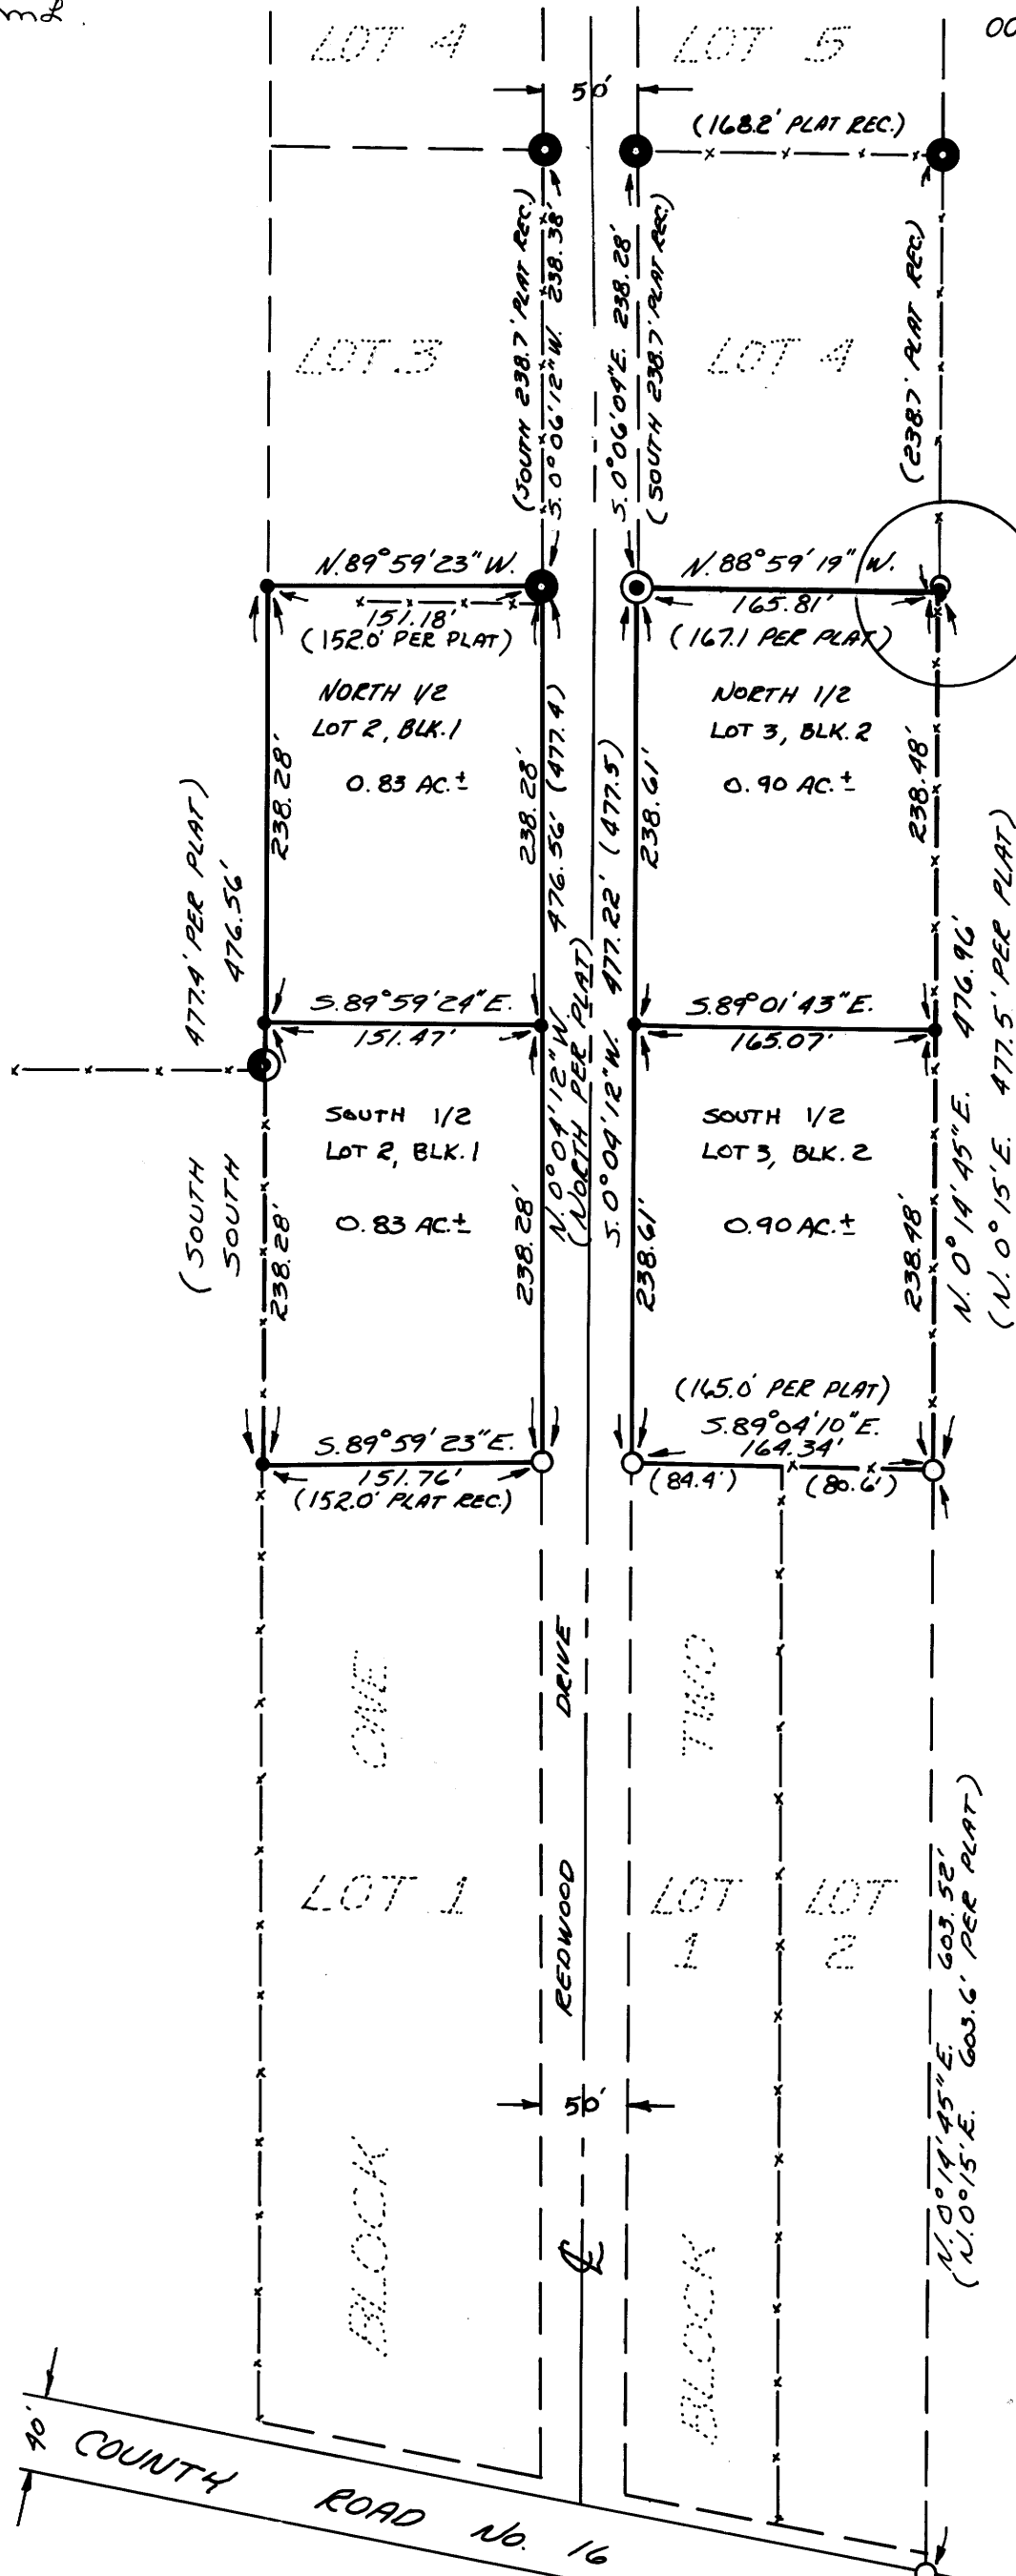 LOT 4
LOT 5
00
50'
(168.2' PLAT REC.)
(SOUTH 238.7' PLAT REC.)
S. 0° 06' 12" W. 238.38'
S. 0° 06' 04" E. 238.28'
(SOUTH 238.7' PLAT REC.)
(238.7' PLAT REC.)
LOT 3
LOT 4
N. 89° 59' 23" W.
151.18'
(152.0' PER PLAT)
N. 88° 59' 19" W.
165.81'
(167.1 PER PLAT)
NORTH 1/2
LOT 2, BLK. 1
0.83 AC. ±
NORTH 1/2
LOT 3, BLK. 2
0.90 AC. ±
238.28'
238.28'
238.61'
238.48'
(SOUTH 477.4' PER PLAT)
SOUTH 476.56'
N. 0° 04' 12" W. 476.56' (477.4)
(NORTH PER PLAT)
S. 0° 04' 12" W. 477.22' (477.5)
N. 0° 14' 45" E. 476.96'
(N. 0° 15' E. 477.5' PER PLAT)
S. 89° 59' 24" E.
151.47'
S. 89° 01' 43" E.
165.07'
SOUTH 1/2
LOT 2, BLK. 1
0.83 AC. ±
SOUTH 1/2
LOT 3, BLK. 2
0.90 AC. ±
238.28'
238.28'
238.61'
238.48'
(165.0' PER PLAT)
S. 89° 04' 10" E.
164.34'
(84.4')
(80.6')
S. 89° 59' 23" E.
151.76'
(152.0' PLAT REC.)
BLOCK ONE
LOT 1
REDWOOD DRIVE
BLOCK TWO
LOT
1
LOT
2
N. 0° 14' 45" E. 603.52'
(N. 0° 15' E. 603.6' PER PLAT)
50'
℄
40'
COUNTY ROAD No. 16